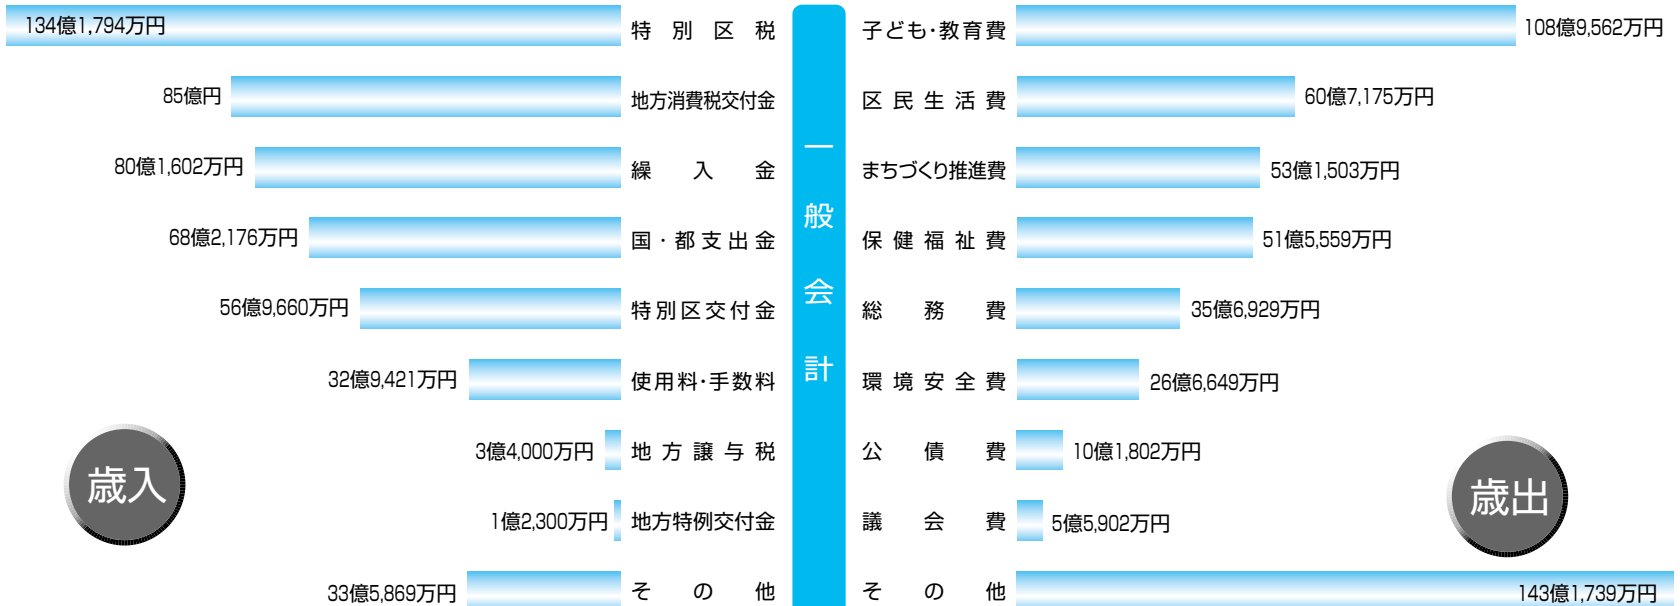 134億1,794万円 特別区税
85億円 地方消費税交付金
80億1,602万円 繰入金
68億2,176万円 国・都支出金
56億9,660万円 特別区交付金
32億9,421万円 使用料・手数料
3億4,000万円 地方譲与税
1億2,300万円 地方特例交付金
33億5,869万円 その他
歳入
一般会計
子ども・教育費 108億9,562万円
区民生活費 60億7,175万円
まちづくり推進費 53億1,503万円
保健福祉費 51億5,559万円
総務費 35億6,929万円
環境安全費 26億6,649万円
公債費 10億1,802万円
議会費 5億5,902万円
その他 143億1,739万円
歳出